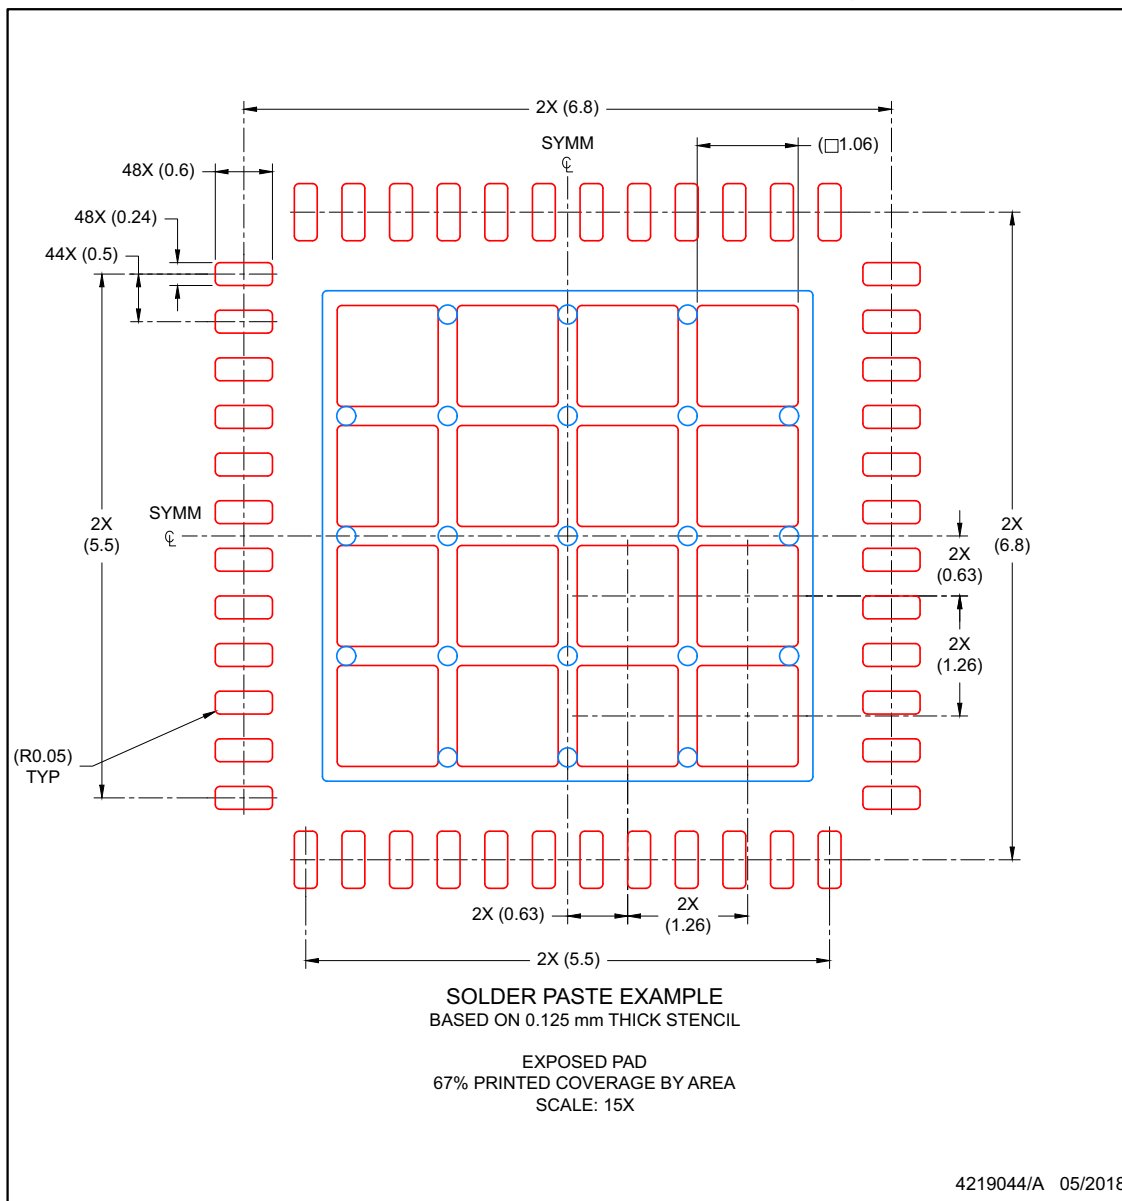 2X (6.8)
SYMM
℄
(□1.06)
48X (0.6)
48X (0.24)
44X (0.5)
SYMM
℄
2X
(5.5)
2X
(6.8)
2X
(0.63)
2X
(1.26)
(R0.05)
TYP
2X (0.63)
2X
(1.26)
2X (5.5)
SOLDER PASTE EXAMPLE
BASED ON 0.125 mm THICK STENCIL
EXPOSED PAD
67% PRINTED COVERAGE BY AREA
SCALE: 15X
4219044/A 05/2018